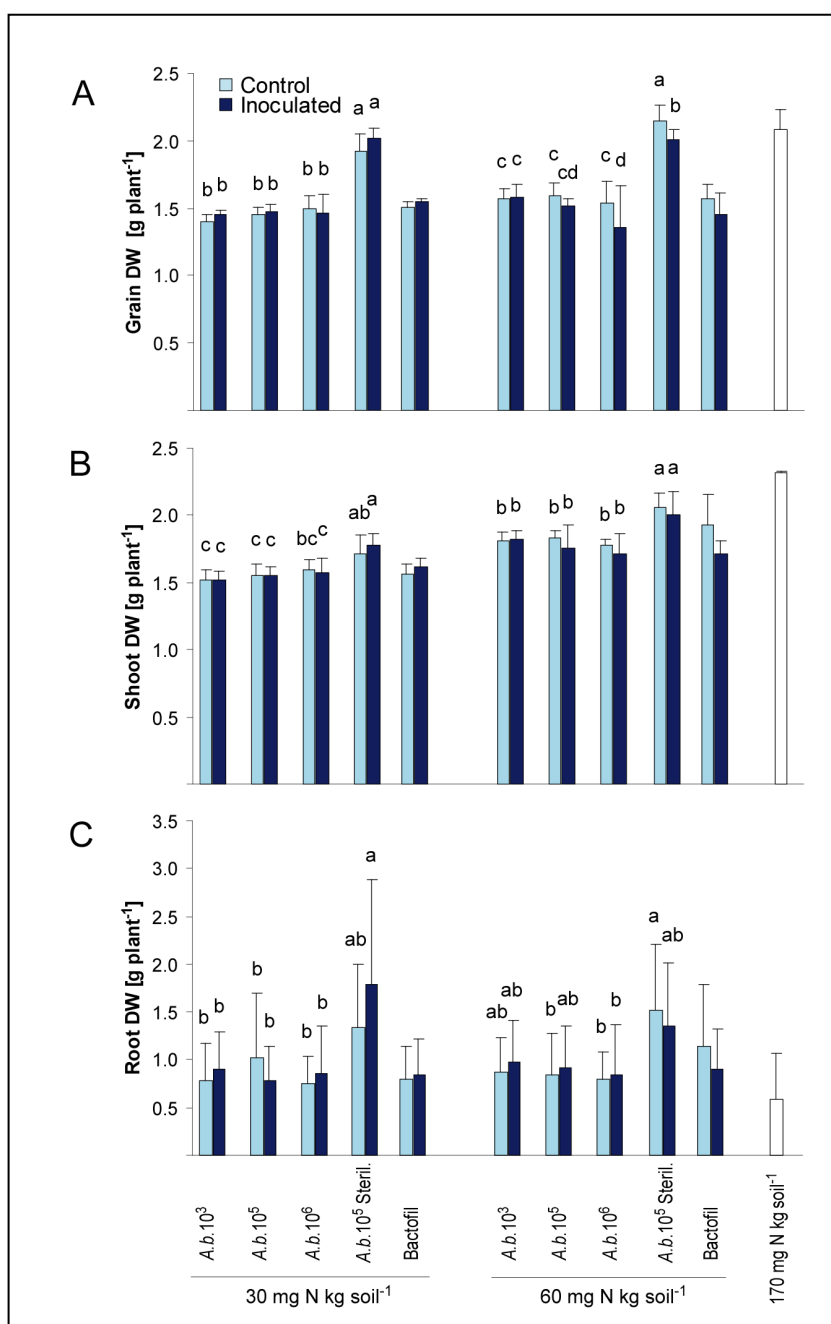 A
Control
Inoculated
Grain DW [g plant⁻¹]
2.5
2.0
1.5
1.0
0.5
b b b b b b a a c c c cd c d a b
B
Shoot DW [g plant⁻¹]
2.5
2.0
1.5
1.0
0.5
c c c c bc c ab a b b b b b b a a
C
Root DW [g plant⁻¹]
3.5
3.0
2.5
2.0
1.5
1.0
0.5
b b b b b b ab a ab ab b ab b b a ab
A.b.10³
A.b.10⁵
A.b.10⁶
A.b.10⁵ Steril.
Bactofil
A.b.10³
A.b.10⁵
A.b.10⁶
A.b.10⁵ Steril.
Bactofil
170 mg N kg soil⁻¹
30 mg N kg soil⁻¹
60 mg N kg soil⁻¹